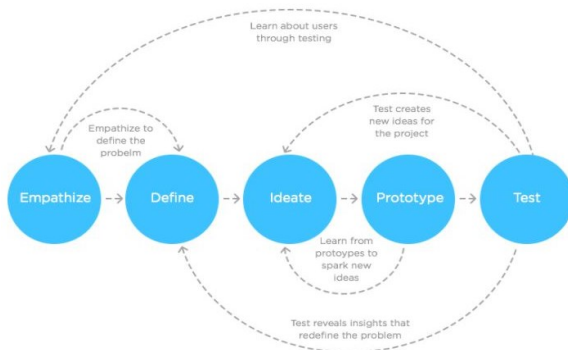 Learn about users
through testing
Test creates
new ideas for
the project
Empathize to
define the
probelm
Empathize
Define
Ideate
Prototype
Test
Learn from
protoypes to
spark new
ideas
Test reveals insights that
redefine the problem